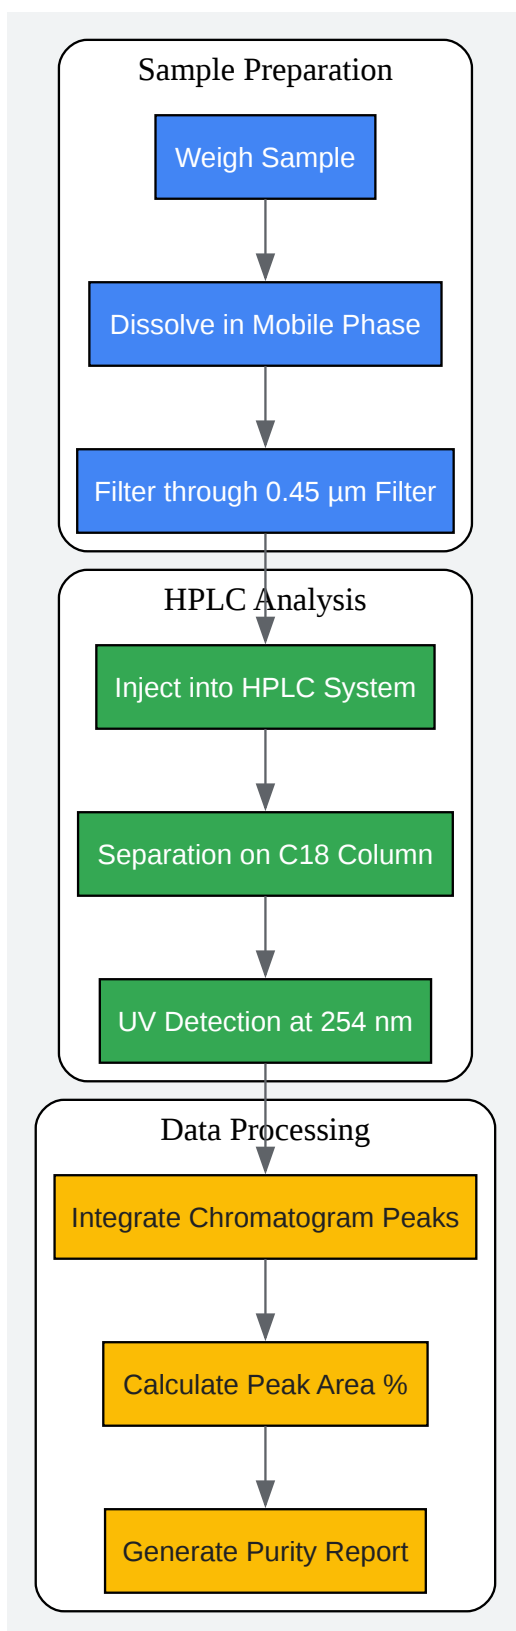 Sample Preparation
Weigh Sample
Dissolve in Mobile Phase
Filter through 0.45 µm Filter
HPLC Analysis
Inject into HPLC System
Separation on C18 Column
UV Detection at 254 nm
Data Processing
Integrate Chromatogram Peaks
Calculate Peak Area %
Generate Purity Report